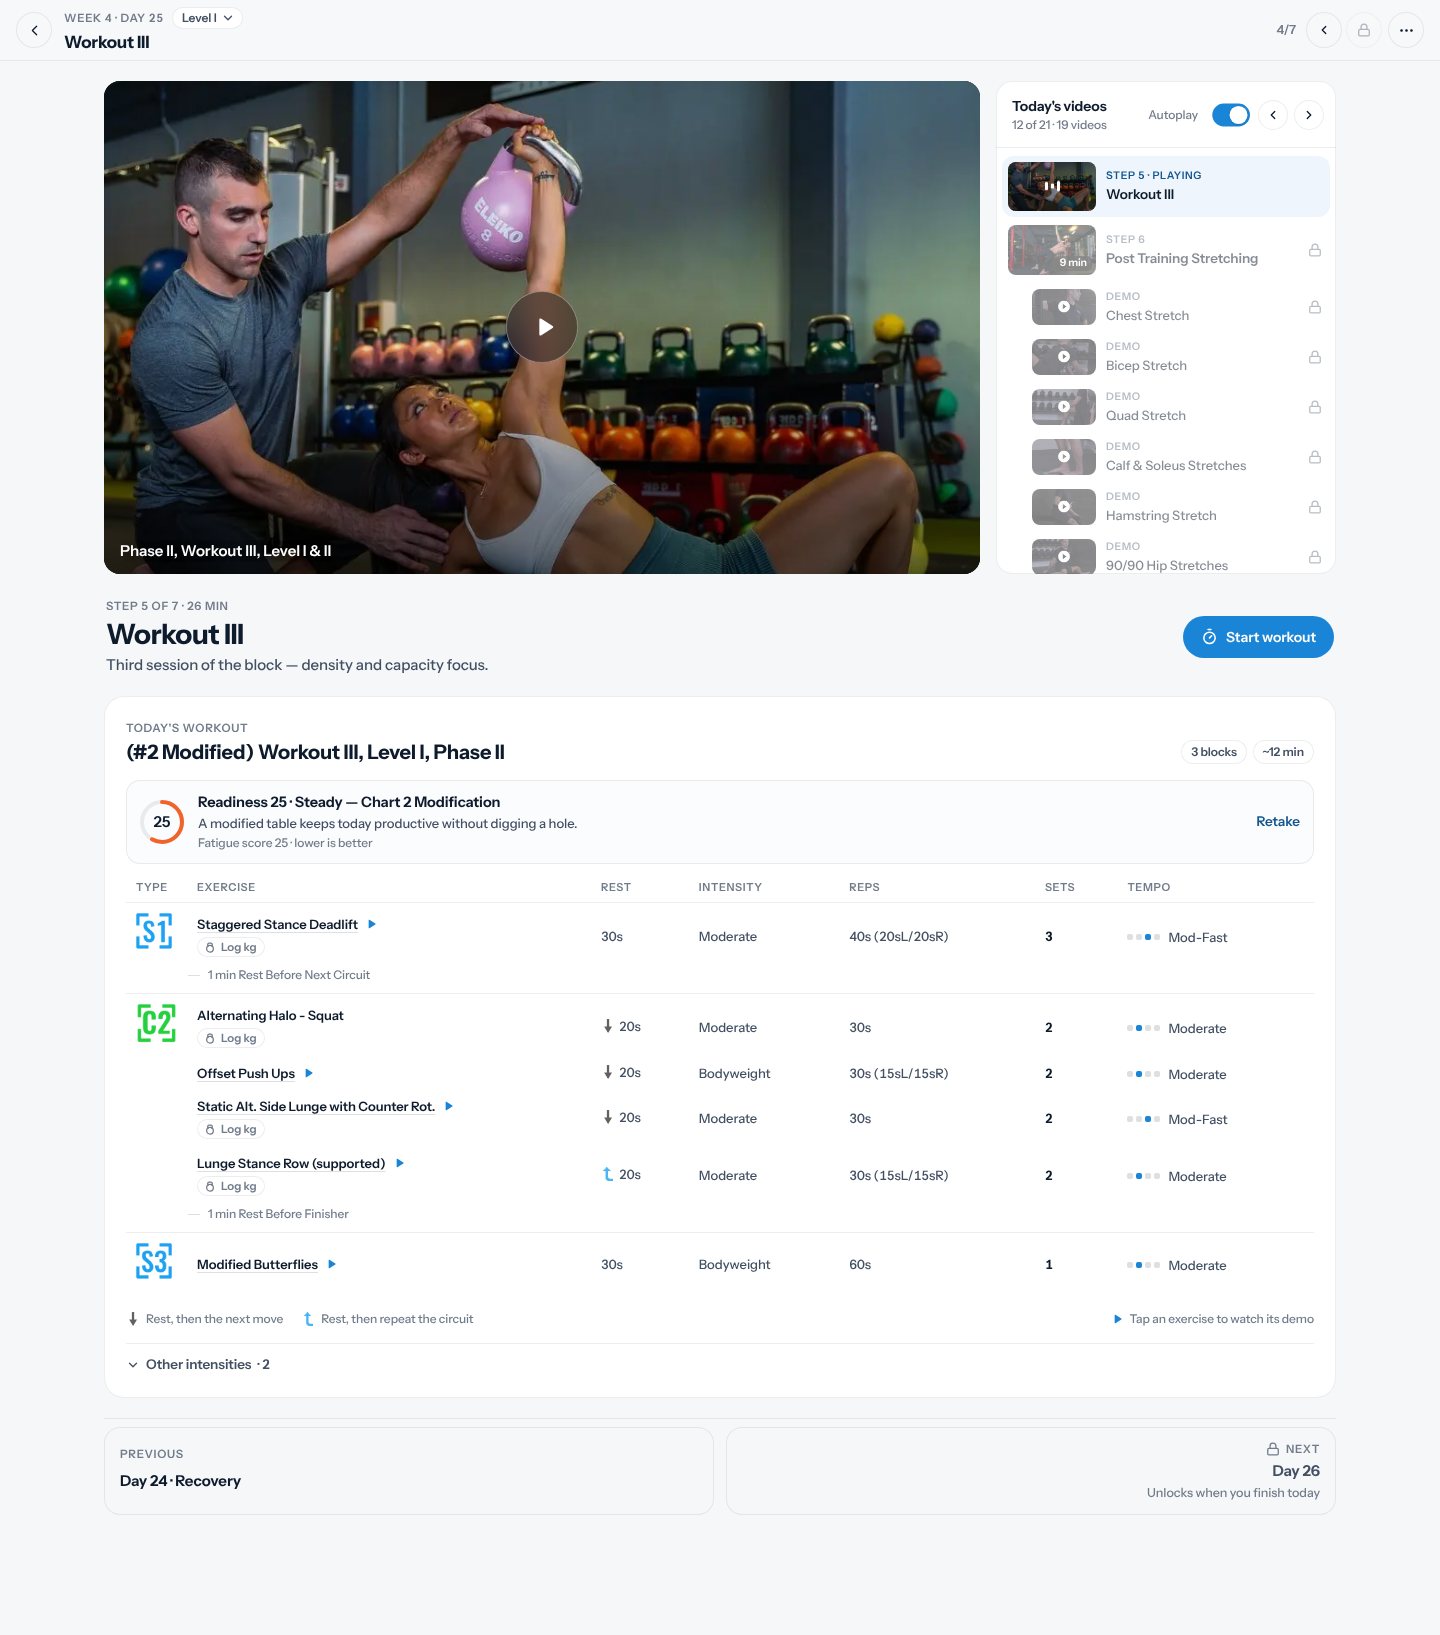 WEEK 4 · DAY 25
Level I
Workout III
4/7
ELEIKO
8
Phase II, Workout III, Level I & II
Today's videos
12 of 21 · 19 videos
Autoplay
STEP 5 · PLAYING
Workout III
9 min
STEP 6
Post Training Stretching
DEMO
Chest Stretch
DEMO
Bicep Stretch
DEMO
Quad Stretch
DEMO
Calf & Soleus Stretches
DEMO
Hamstring Stretch
DEMO
90/90 Hip Stretches
STEP 5 OF 7 · 26 MIN
Workout III
Third session of the block — density and capacity focus.
Start workout
TODAY'S WORKOUT
(#2 Modified) Workout III, Level I, Phase II
3 blocks
~12 min
25
Readiness 25 · Steady — Chart 2 Modification
A modified table keeps today productive without digging a hole.
Fatigue score 25 · lower is better
Retake
TYPE EXERCISE REST INTENSITY REPS SETS TEMPO
S1 Staggered Stance Deadlift 30s Moderate 40s (20sL/20sR) 3 Mod-Fast
Log kg
1 min Rest Before Next Circuit
C2 Alternating Halo - Squat 20s Moderate 30s 2 Moderate
Log kg
Offset Push Ups 20s Bodyweight 30s (15sL/15sR) 2 Moderate
Static Alt. Side Lunge with Counter Rot. 20s Moderate 30s 2 Mod-Fast
Log kg
Lunge Stance Row (supported) 20s Moderate 30s (15sL/15sR) 2 Moderate
Log kg
1 min Rest Before Finisher
S3 Modified Butterflies 30s Bodyweight 60s 1 Moderate
Rest, then the next move
Rest, then repeat the circuit
Tap an exercise to watch its demo
Other intensities · 2
PREVIOUS
Day 24 · Recovery
NEXT
Day 26
Unlocks when you finish today